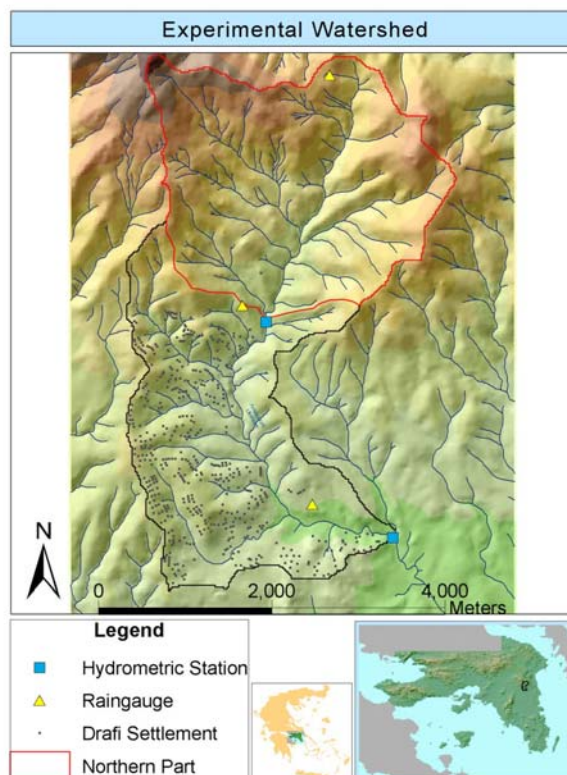 Experimental Watershed
N
0 2,000 4,000
Meters
Legend
Hydrometric Station
Raingauge
Drafi Settlement
Northern Part